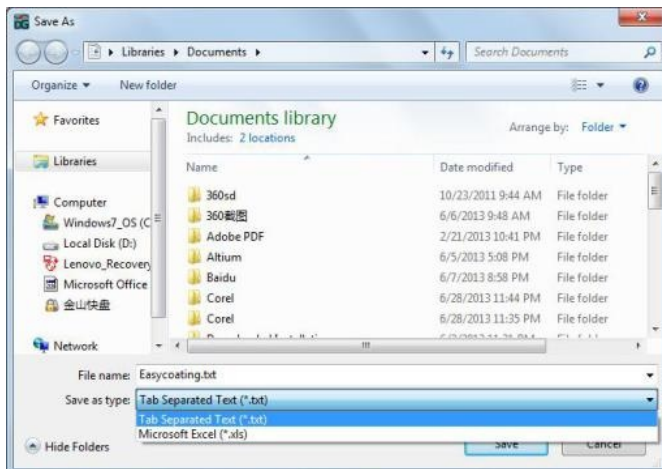 Save As
Libraries ▸ Documents ▸
Search Documents
Organize ▾ New folder
Favorites
Libraries
Computer
Windows7_OS (C
Local Disk (D:)
Lenovo_Recovery
Microsoft Office
金山快盘
Network
Documents library
Includes: 2 locations
Arrange by: Folder ▾
Name Date modified Type
360sd 10/23/2011 9:44 AM File folder
360截图 6/6/2013 9:48 AM File folder
Adobe PDF 2/21/2013 10:41 PM File folder
Altium 6/5/2013 5:08 PM File folder
Baidu 6/7/2013 8:58 PM File folder
Corel 6/28/2013 11:44 PM File folder
Corel 6/28/2013 11:35 PM File folder
File name: Easycoating.txt
Save as type: Tab Separated Text (*.txt)
Tab Separated Text (*.txt)
Microsoft Excel (*.xls)
Hide Folders
Save Cancel